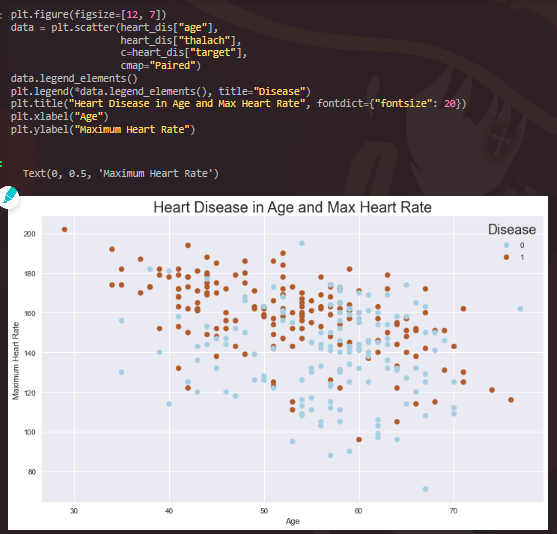 plt.figure(figsize=[12, 7])
data = plt.scatter(heart_dis["age"],
heart_dis["thalach"],
c=heart_dis["target"],
cmap="Paired")
data.legend_elements()
plt.legend(*data.legend_elements(), title="Disease")
plt.title("Heart Disease in Age and Max Heart Rate", fontdict={"fontsize": 20})
plt.xlabel("Age")
plt.ylabel("Maximum Heart Rate")
Text(0, 0.5, 'Maximum Heart Rate')
Heart Disease in Age and Max Heart Rate
Disease
0
1
200
180
160
140
120
100
80
Maximum Heart Rate
30 40 50 60 70
Age